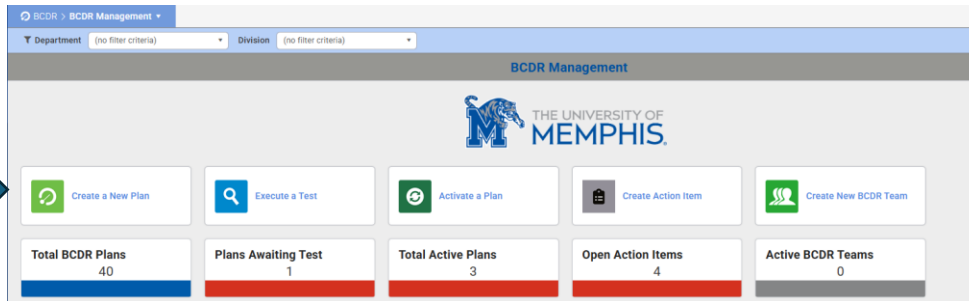 BCDR > BCDR Management
Department (no filter criteria) Division (no filter criteria)
BCDR Management
M
THE UNIVERSITY OF
MEMPHIS.
Create a New Plan Execute a Test Activate a Plan Create Action Item Create New BCDR Team
Total BCDR Plans Plans Awaiting Test Total Active Plans Open Action Items Active BCDR Teams
40 1 3 4 0